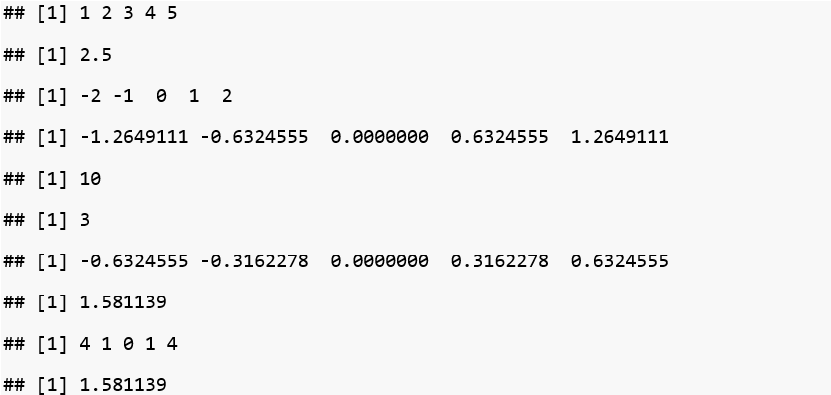 ## [1] 1 2 3 4 5
## [1] 2.5
## [1] -2 -1  0  1  2
## [1] -1.2649111 -0.6324555  0.0000000  0.6324555  1.2649111
## [1] 10
## [1] 3
## [1] -0.6324555 -0.3162278  0.0000000  0.3162278  0.6324555
## [1] 1.581139
## [1] 4 1 0 1 4
## [1] 1.581139